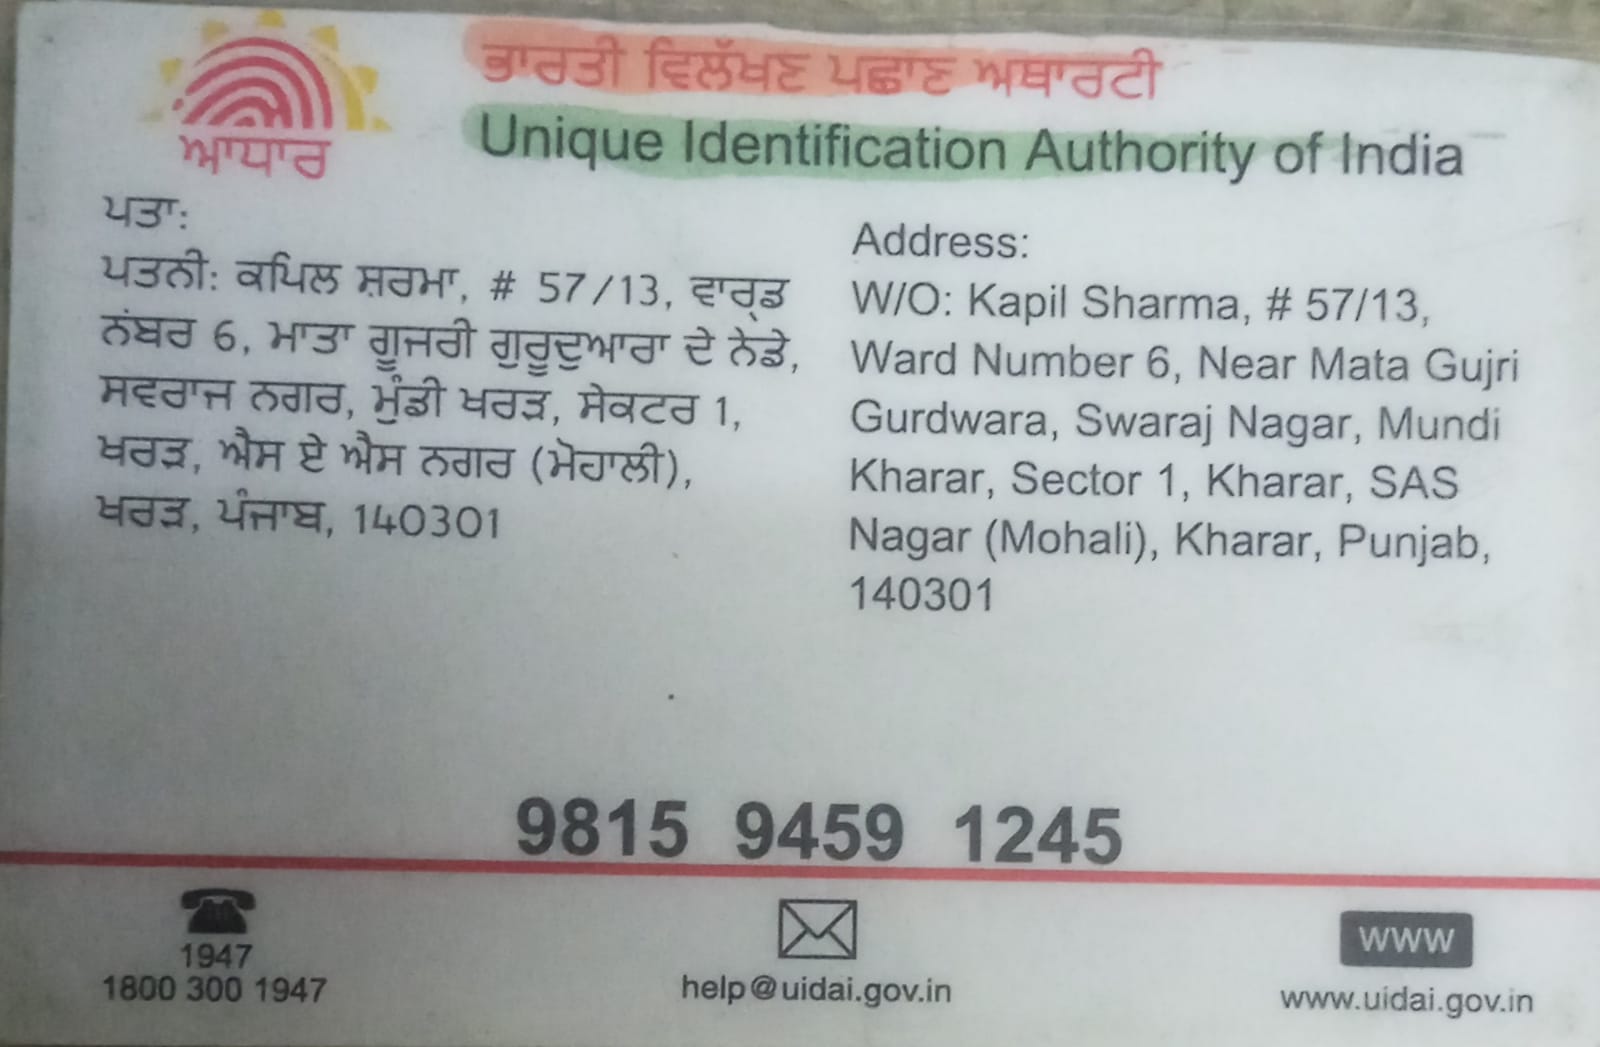 ਭਾਰਤੀ ਵਿਲੱਖਣ ਪਛਾਣ ਅਥਾਰਟੀ
Unique Identification Authority of India
ਆਧਾਰ
ਪਤਾ:
ਪਤਨੀ: ਕਪਿਲ ਸ਼ਰਮਾ, # 57/13, ਵਾਰ੍ਡ
ਨੰਬਰ 6, ਮਾਤਾ ਗੂਜਰੀ ਗੁਰੂਦੁਆਰਾ ਦੇ ਨੇਡੇ,
ਸਵਰਾਜ ਨਗਰ, ਮੁੰਡੀ ਖਰੜ, ਸੇਕਟਰ 1,
ਖਰੜ, ਐਸ ਏ ਐਸ ਨਗਰ (ਮੋਹਾਲੀ),
ਖਰੜ, ਪੰਜਾਬ, 140301
Address:
W/O: Kapil Sharma, # 57/13,
Ward Number 6, Near Mata Gujri
Gurdwara, Swaraj Nagar, Mundi
Kharar, Sector 1, Kharar, SAS
Nagar (Mohali), Kharar, Punjab,
140301
9815 9459 1245
1947
1800 300 1947
help@uidai.gov.in
WWW
www.uidai.gov.in